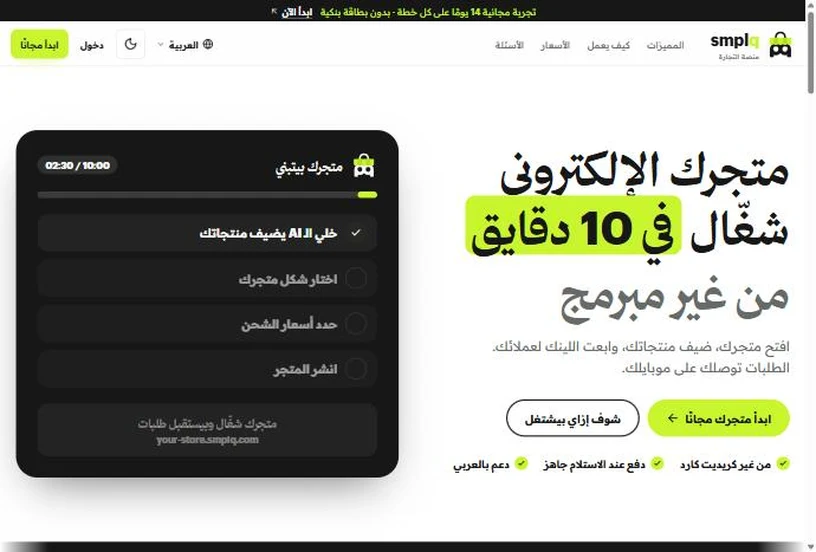 تجربة مجانية 14 يومًا على كل خطة - بدون بطاقة بنكية ابدأ الآن
smplq
منصة التجارة
المميزات
كيف يعمل
الأسعار
الأسئلة
العربية
دخول
ابدأ مجانًا
متجرك الإلكتروني
شغّال في 10 دقايق
من غير مبرمج
افتح متجرك، ضيف منتجاتك، وابعت اللينك لعملائك.
الطلبات توصلك على موبايلك.
ابدأ متجرك مجانًا
شوف إزاي بيشتغل
من غير كريديت كارد
دفع عند الاستلام جاهز
دعم بالعربي
متجرك بيتبني
02:30 / 10:00
خلي الـ AI يضيف منتجاتك
اختار شكل متجرك
حدد أسعار الشحن
انشر المتجر
متجرك شغّال وبيستقبل طلبات
your-store.smplq.com